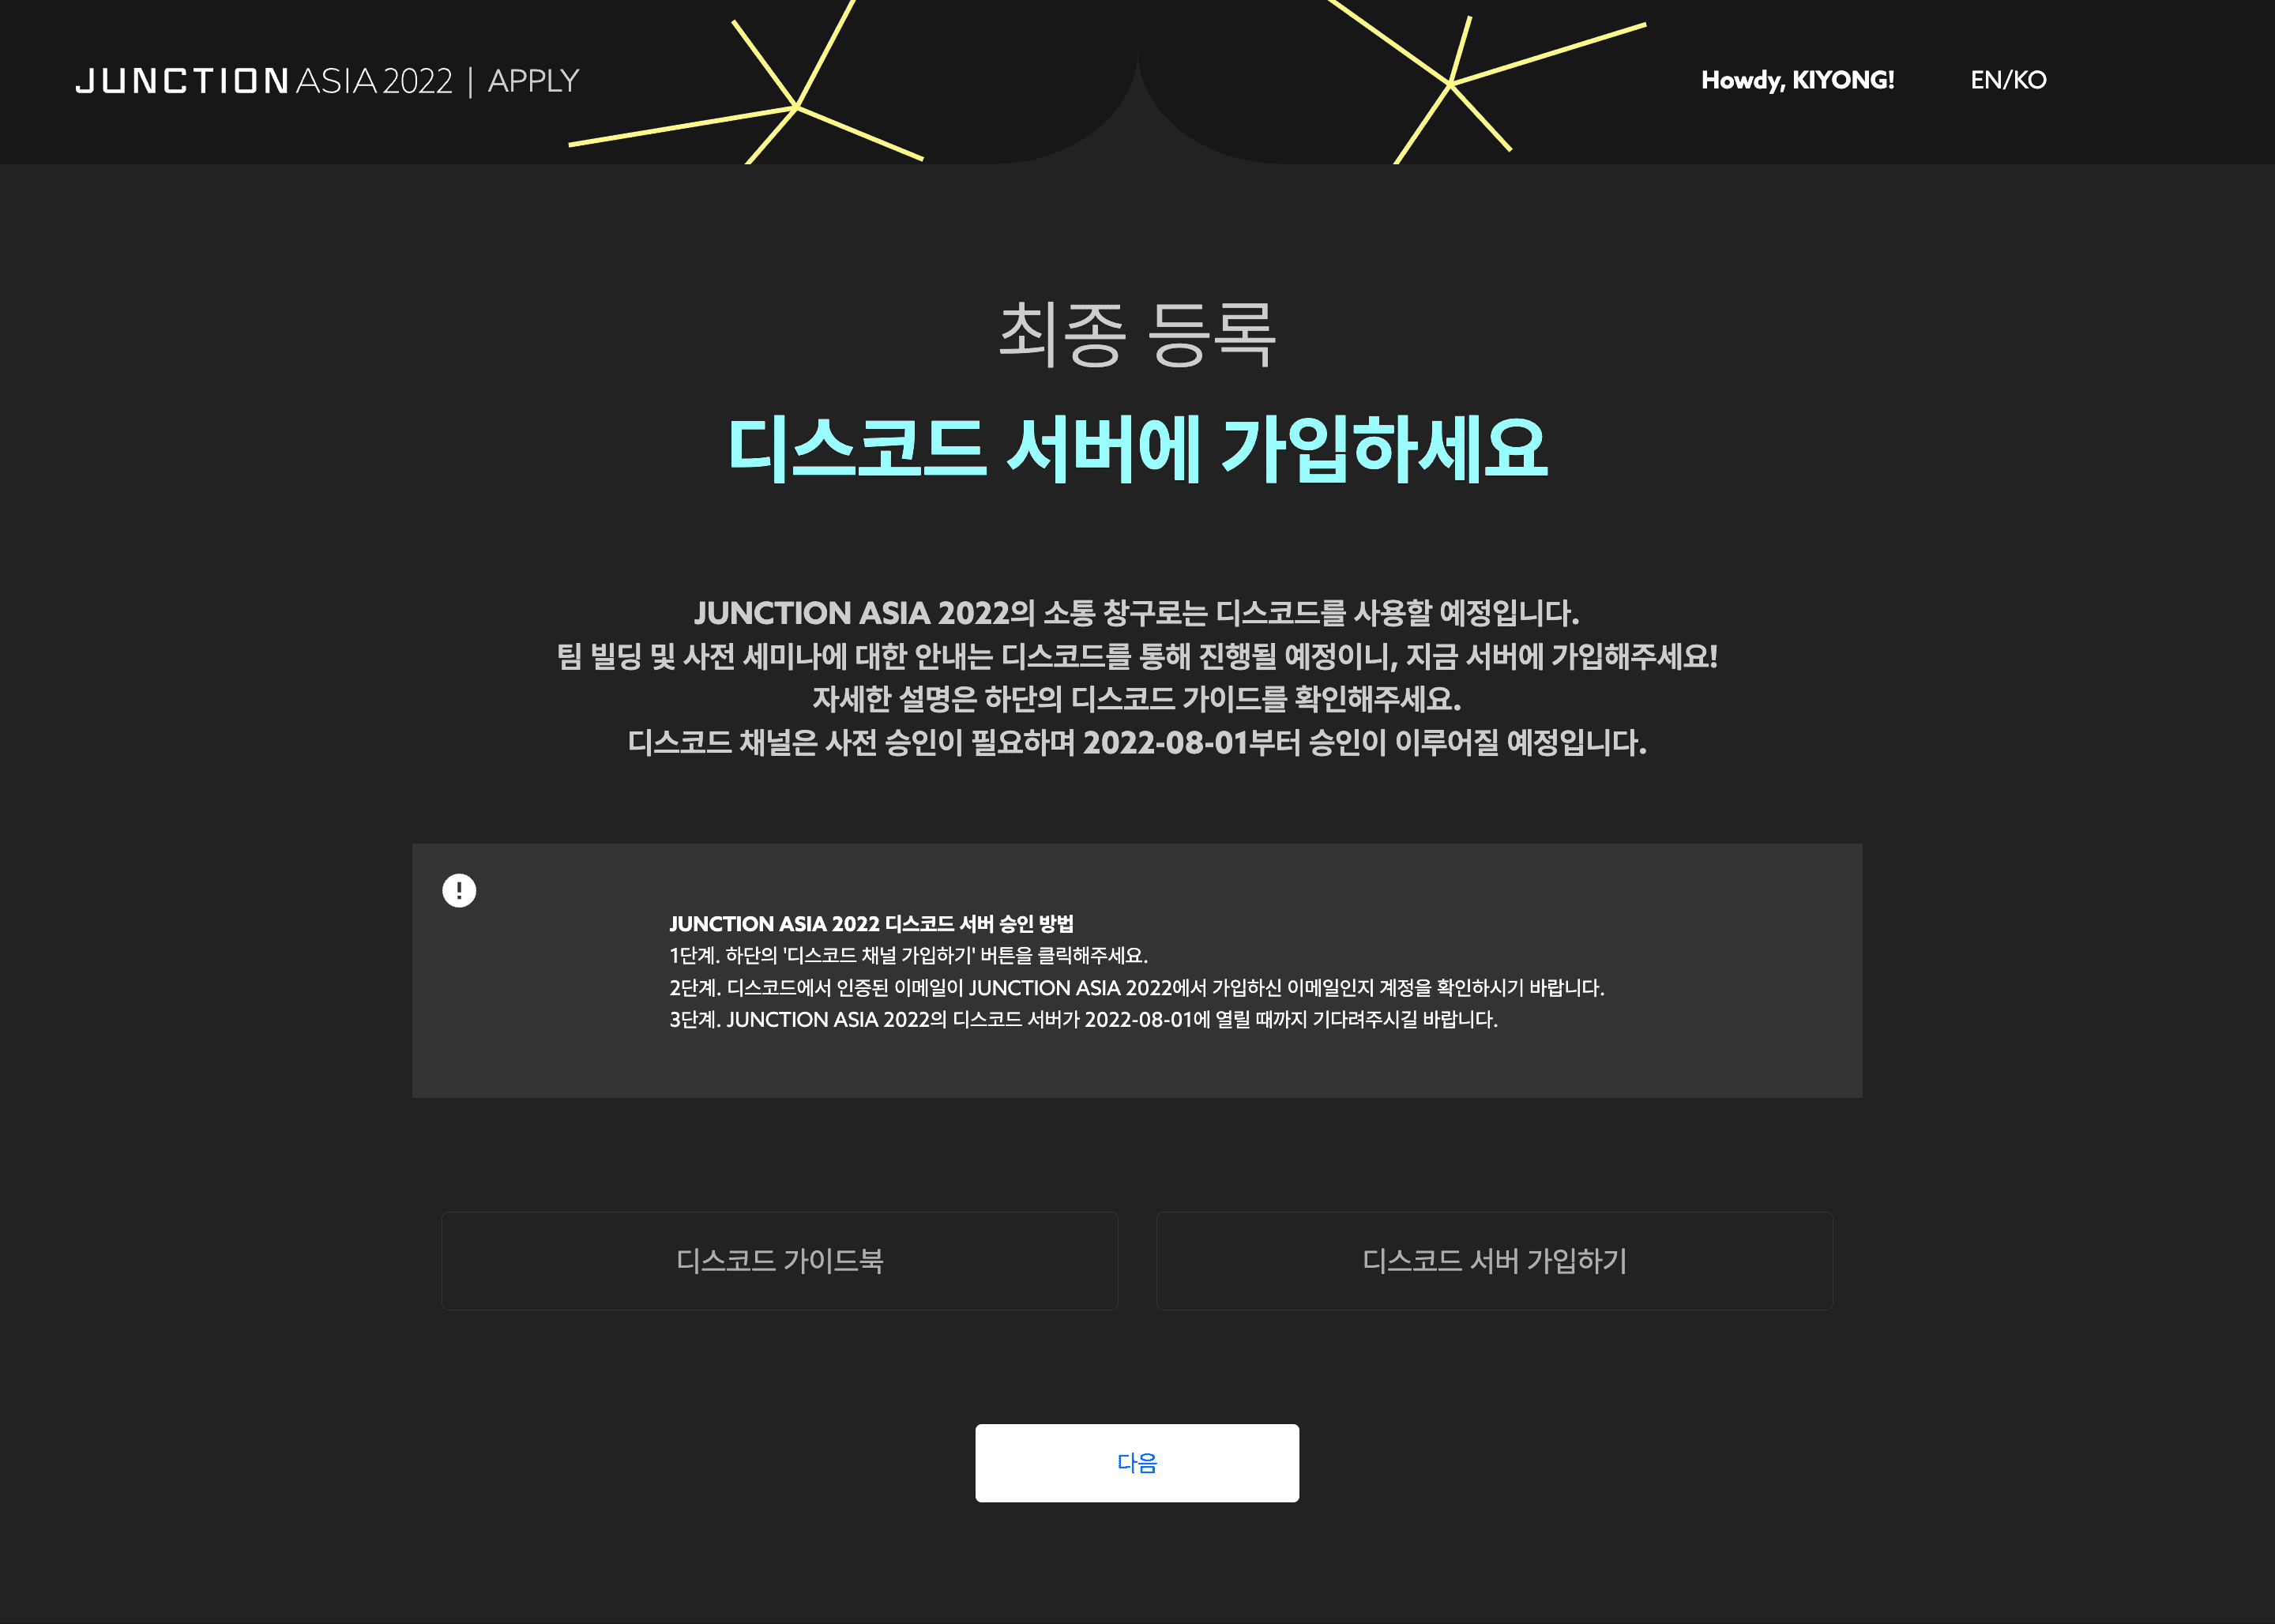 JUNCTION ASIA 2022 | APPLY
Howdy, KIYONG!
EN/KO
최종 등록
디스코드 서버에 가입하세요
JUNCTION ASIA 2022의 소통 창구로는 디스코드를 사용할 예정입니다.
팀 빌딩 및 사전 세미나에 대한 안내는 디스코드를 통해 진행될 예정이니, 지금 서버에 가입해주세요!
자세한 설명은 하단의 디스코드 가이드를 확인해주세요.
디스코드 채널은 사전 승인이 필요하며 2022-08-01부터 승인이 이루어질 예정입니다.
JUNCTION ASIA 2022 디스코드 서버 승인 방법
1단계. 하단의 '디스코드 채널 가입하기' 버튼을 클릭해주세요.
2단계. 디스코드에서 인증된 이메일이 JUNCTION ASIA 2022에서 가입하신 이메일인지 계정을 확인하시기 바랍니다.
3단계. JUNCTION ASIA 2022의 디스코드 서버가 2022-08-01에 열릴 때까지 기다려주시길 바랍니다.
디스코드 가이드북
디스코드 서버 가입하기
다음